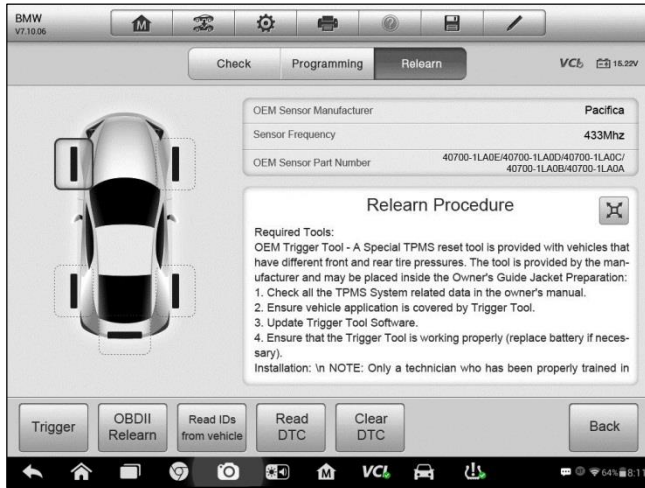 BMW
V7.10.06
Check
Programming
Relearn
VCI
15.22V
OEM Sensor Manufacturer
Pacifica
Sensor Frequency
433Mhz
OEM Sensor Part Number
40700-1LA0E/40700-1LA0D/40700-1LA0C/
40700-1LA0B/40700-1LA0A
Relearn Procedure
Required Tools:
OEM Trigger Tool - A Special TPMS reset tool is provided with vehicles that
have different front and rear tire pressures. The tool is provided by the man-
ufacturer and may be placed inside the Owner's Guide Jacket Preparation:
1. Check all the TPMS System related data in the owner's manual.
2. Ensure vehicle application is covered by Trigger Tool.
3. Update Trigger Tool Software.
4. Ensure that the Trigger Tool is working properly (replace battery if neces-
sary).
Installation: \n NOTE: Only a technician who has been properly trained in
Trigger
OBDII
Relearn
Read IDs
from vehicle
Read
DTC
Clear
DTC
Back
VCI
64%
8:11